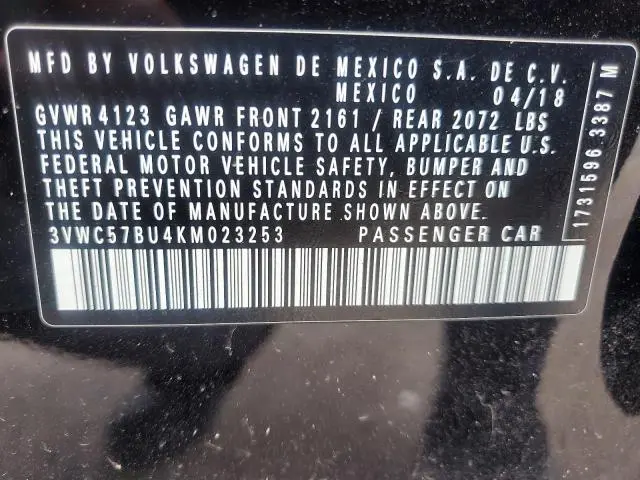 MFD BY VOLKSWAGEN DE MEXICO S.A. DE C.V.
MEXICO 04/18
GVWR 4123 GAWR FRONT 2161 / REAR 2072 LBS
THIS VEHICLE CONFORMS TO ALL APPLICABLE U.S.
FEDERAL MOTOR VEHICLE SAFETY, BUMPER AND
THEFT PREVENTION STANDARDS IN EFFECT ON
THE DATE OF MANUFACTURE SHOWN ABOVE.
3VWC57BU4KM023253 PASSENGER CAR
1731596 3387 M